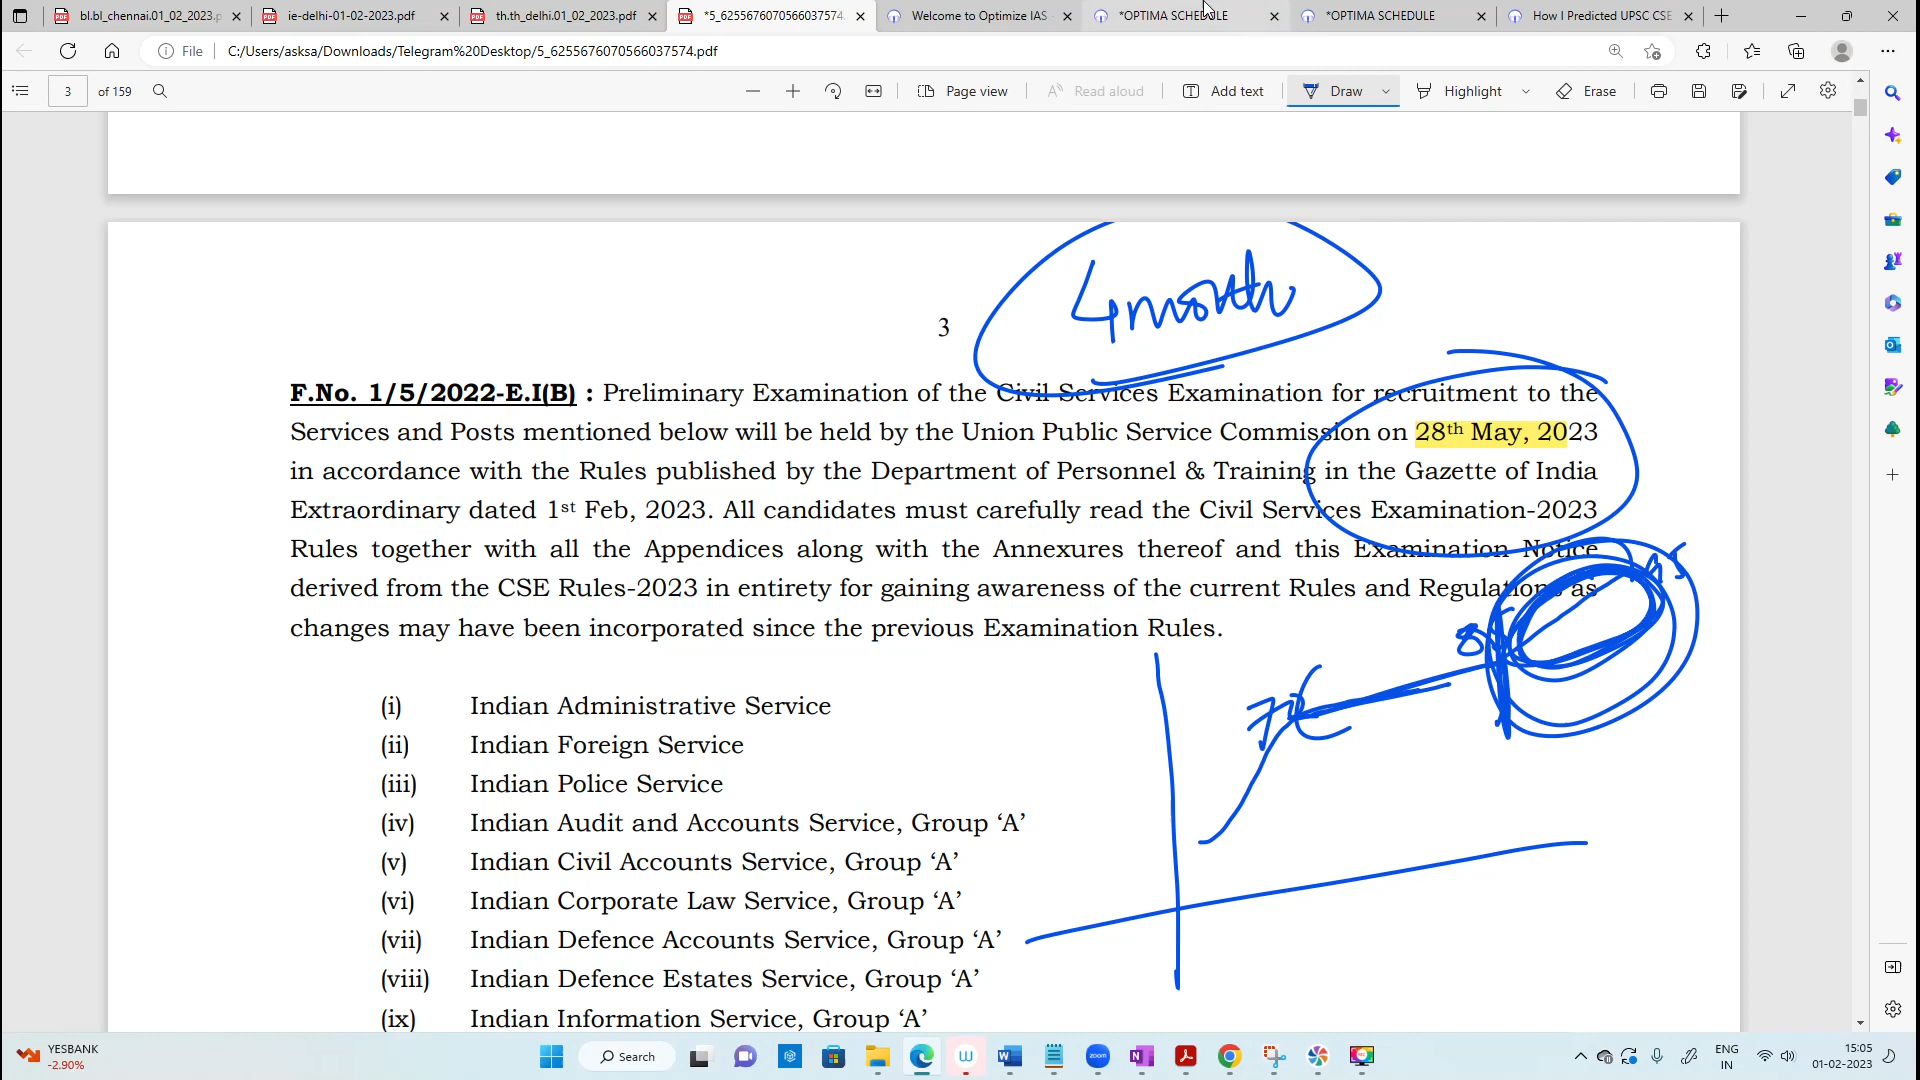 bl.bl_chennai.01_02_2023.p
ie-delhi-01-02-2023.pdf
th.th_delhi.01_02_2023.pdf
*5_6255676070566037574.
Welcome to Optimize IAS
*OPTIMA SCHEDULE
*OPTIMA SCHEDULE
How I Predicted UPSC CSE
File
C:/Users/asksa/Downloads/Telegram%20Desktop/5_6255676070566037574.pdf
3 of 159
Page view
Read aloud
Add text
Draw
Highlight
Erase
4 month
3
F.No. 1/5/2022-E.I(B) : Preliminary Examination of the Civil Services Examination for recruitment to the
Services and Posts mentioned below will be held by the Union Public Service Commission on 28th May, 2023
in accordance with the Rules published by the Department of Personnel & Training in the Gazette of India
Extraordinary dated 1st Feb, 2023. All candidates must carefully read the Civil Services Examination-2023
Rules together with all the Appendices along with the Annexures thereof and this Examination Notice
derived from the CSE Rules-2023 in entirety for gaining awareness of the current Rules and Regulations as
changes may have been incorporated since the previous Examination Rules.
(i) Indian Administrative Service
(ii) Indian Foreign Service
(iii) Indian Police Service
(iv) Indian Audit and Accounts Service, Group ‘A’
(v) Indian Civil Accounts Service, Group ‘A’
(vi) Indian Corporate Law Service, Group ‘A’
(vii) Indian Defence Accounts Service, Group ‘A’
(viii) Indian Defence Estates Service, Group ‘A’
(ix) Indian Information Service, Group ‘A’
YESBANK
-2.90%
Search
ENG
IN
15:05
01-02-2023